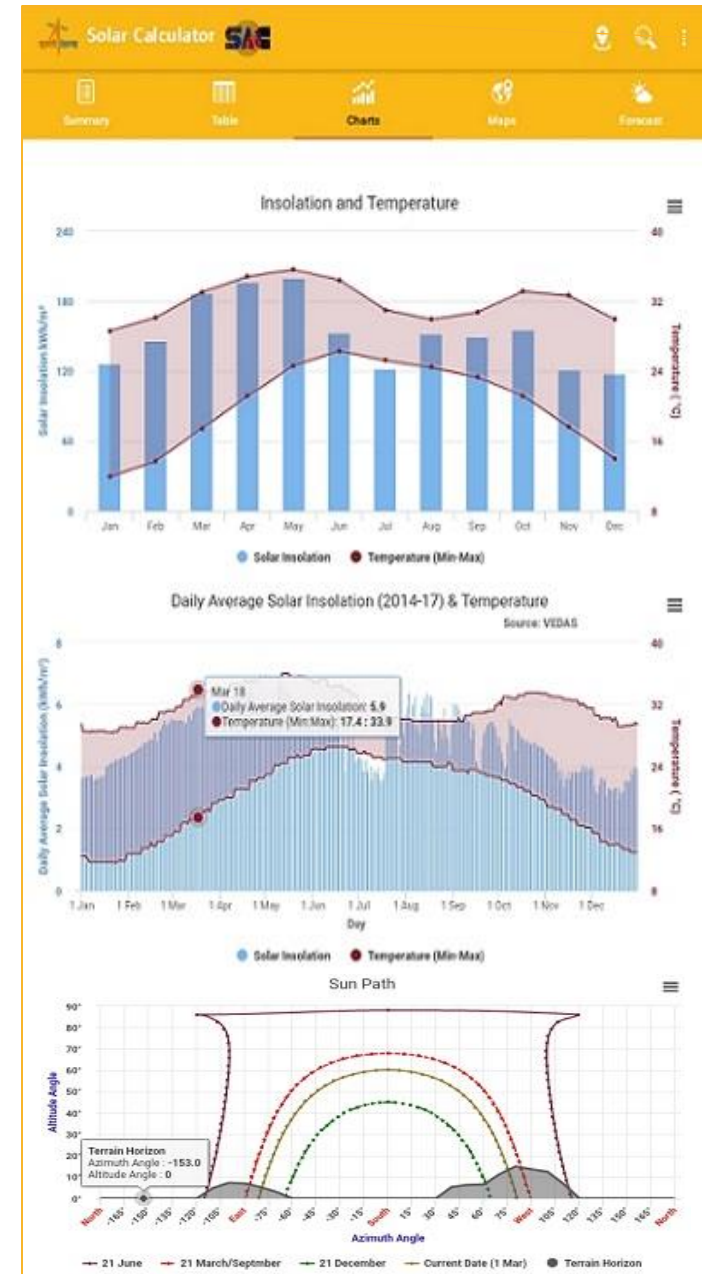 Solar Calculator
Summary Table Charts Maps Forecast
Insolation and Temperature
240 40
180 32
120 24
60 16
0 8
Solar Insolation kWh/m²
Temperature (°C)
Jan Feb Mar Apr May Jun Jul Aug Sep Oct Nov Dec
Solar Insolation Temperature (Min-Max)
Daily Average Solar Insolation (2014-17) & Temperature
Source: VEDAS
8 40
6 32
4 24
2 16
0 8
Daily Average Solar Insolation (kWh/m²)
Temperature (°C)
Mar 18
Daily Average Solar Insolation: 5.9
Temperature (Min:Max): 17.4 : 33.9
1 Jan 1 Feb 1 Mar 1 Apr 1 May 1 Jun 1 Jul 1 Aug 1 Sep 1 Oct 1 Nov 1 Dec
Day
Solar Insolation Temperature (Min-Max)
Sun Path
90°
80°
70°
60°
50°
40°
30°
20°
10°
0°
Altitude Angle
Terrain Horizon
Azimuth Angle : -153.0
Altitude Angle : 0
North -165° -150° -135° -120° -105° East -75° -60° -45° -30° -15° South 15° 30° 45° 60° 75° West 105° 120° 135° 150° 165° North
Azimuth Angle
21 June 21 March/Septmber 21 December Current Date (1 Mar) Terrain Horizon